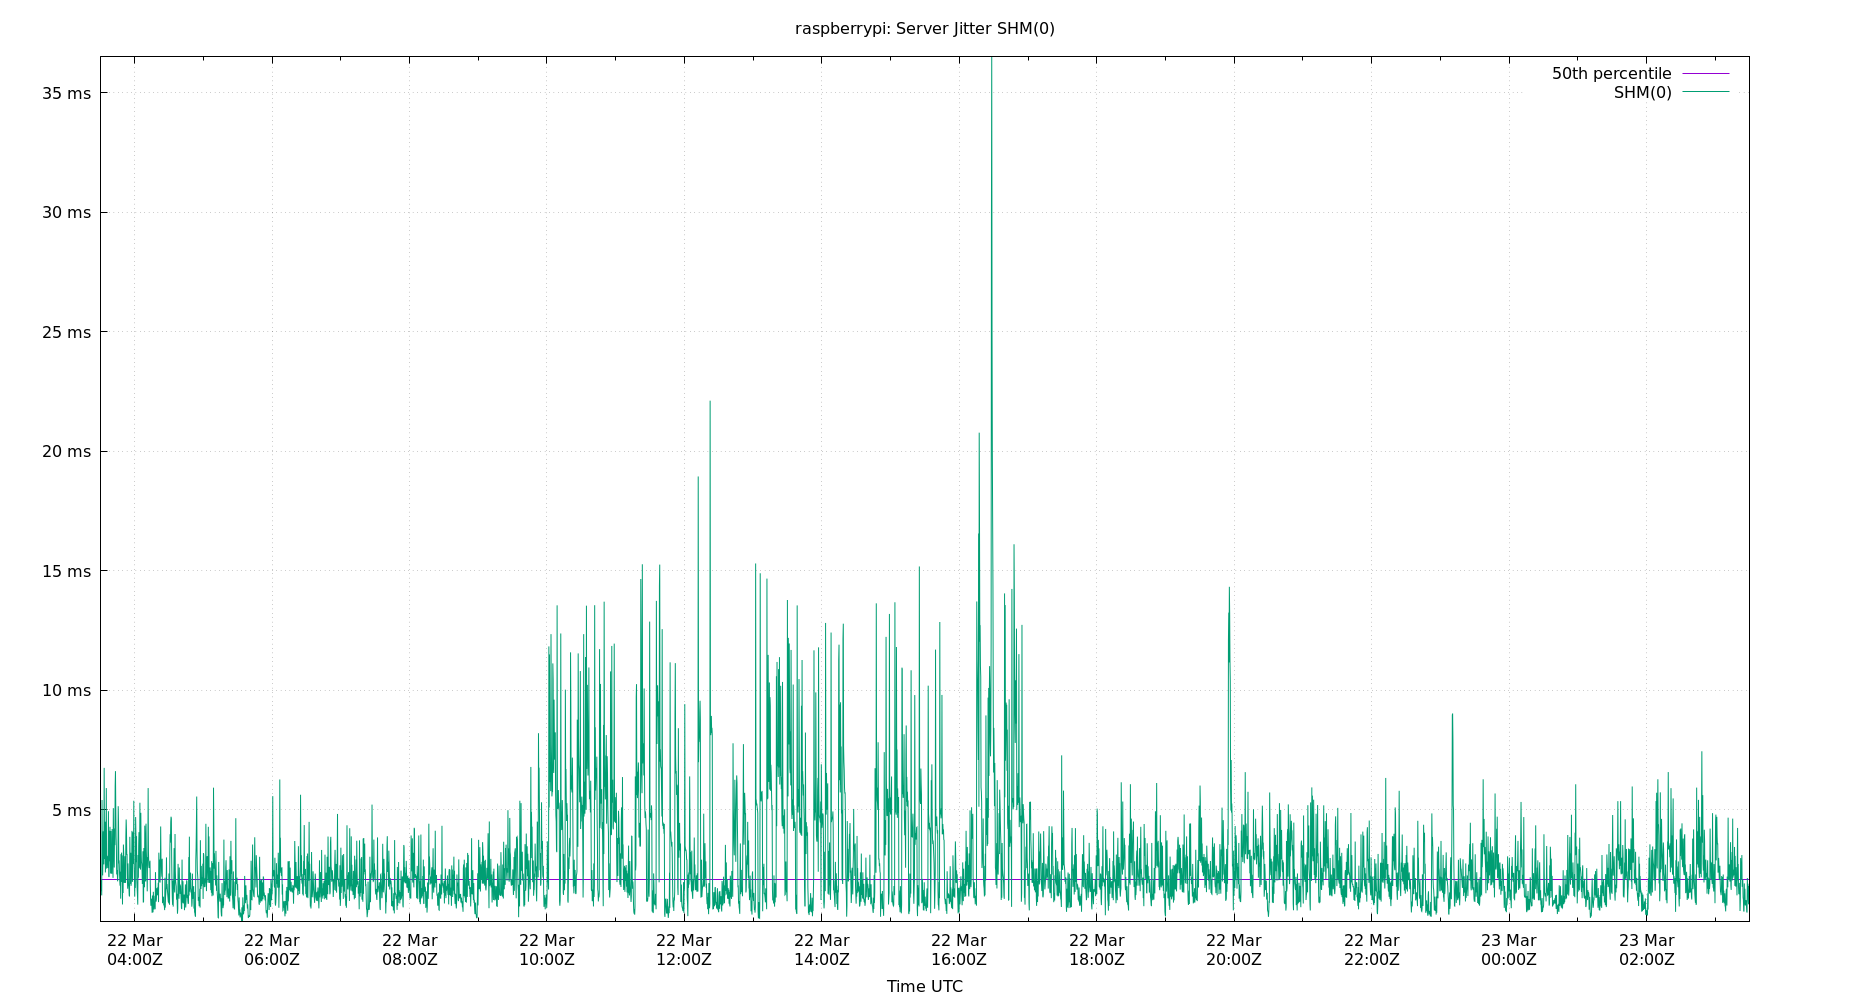 raspberrypi: Server Jitter SHM(0)
50th percentile
SHM(0)
35 ms
30 ms
25 ms
20 ms
15 ms
10 ms
5 ms
22 Mar 22 Mar 22 Mar 22 Mar 22 Mar 22 Mar 22 Mar 22 Mar 22 Mar 22 Mar 23 Mar 23 Mar
04:00Z 06:00Z 08:00Z 10:00Z 12:00Z 14:00Z 16:00Z 18:00Z 20:00Z 22:00Z 00:00Z 02:00Z
Time UTC